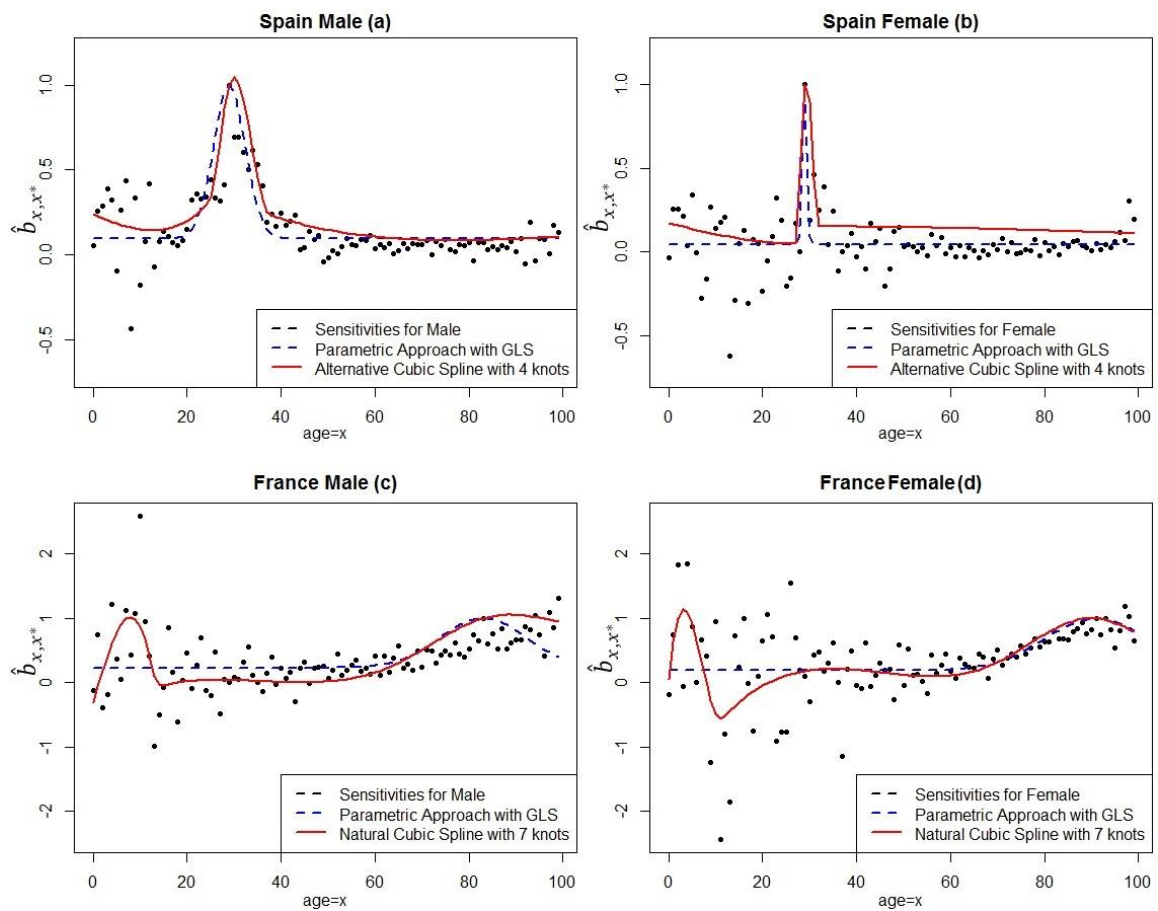 Spain Male (a)
b̂x,x*
1.0
0.5
0.0
-0.5
Sensitivities for Male
Parametric Approach with GLS
Alternative Cubic Spline with 4 knots
0 20 40 60 80 100
age=x
Spain Female (b)
b̂x,x*
1.0
0.5
0.0
-0.5
Sensitivities for Female
Parametric Approach with GLS
Alternative Cubic Spline with 4 knots
0 20 40 60 80 100
age=x
France Male (c)
b̂x,x*
2
1
0
-1
-2
Sensitivities for Male
Parametric Approach with GLS
Natural Cubic Spline with 7 knots
0 20 40 60 80 100
age=x
France Female (d)
b̂x,x*
2
1
0
-1
-2
Sensitivities for Female
Parametric Approach with GLS
Natural Cubic Spline with 7 knots
0 20 40 60 80 100
age=x